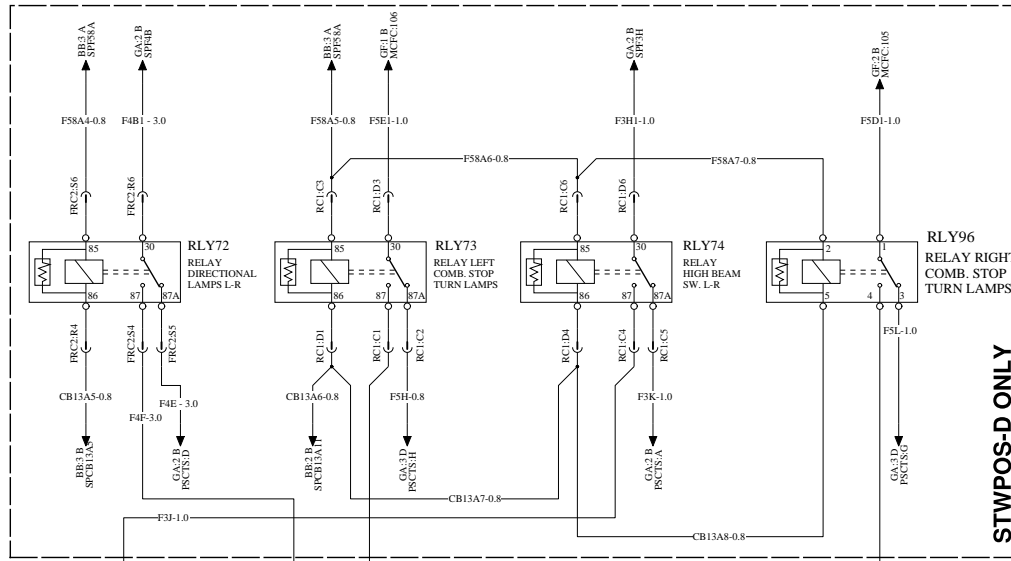 BB:3 A
SPF58A
GA:2 B
SPF4B
BB:3 A
SPF58A
GF:1 B
MCFC:106
GA:2 B
SPF3H
GF:2 B
MCFC:105
F58A4-0.8
F4B1 - 3.0
F58A5-0.8
F5E1-1.0
F3H1-1.0
F5D1-1.0
F58A6-0.8
F58A7-0.8
FRC2:S6
FRC2:R6
RC1:C3
RC1:D3
RC1:C6
RC1:D6
85
30
86
87
87A
RLY72
RELAY
DIRECTIONAL
LAMPS L-R
85
30
86
87
87A
RLY73
RELAY LEFT
COMB. STOP
TURN LAMPS
85
30
86
87
87A
RLY74
RELAY
HIGH BEAM
SW. L-R
2
1
5
4
3
RLY96
RELAY RIGHT
COMB. STOP
TURN LAMPS
FRC2:R4
FRC2:S4
FRC2:S5
RC1:D1
RC1:C1
RC1:C2
RC1:D4
RC1:C4
RC1:C5
F5L-1.0
CB13A5-0.8
F4F-3.0
F4E - 3.0
CB13A6-0.8
F5H-0.8
F3K-1.0
BB:3 B
SPCB13A5
GA:2 B
PSCTS:D
BB:2 B
SPCB13A11
GA:3 D
PSCTS:H
GA:2 B
PSCTS:A
GA:3 D
PSCTS:G
CB13A7-0.8
F3J-1.0
CB13A8-0.8
STWPOS-D ONLY